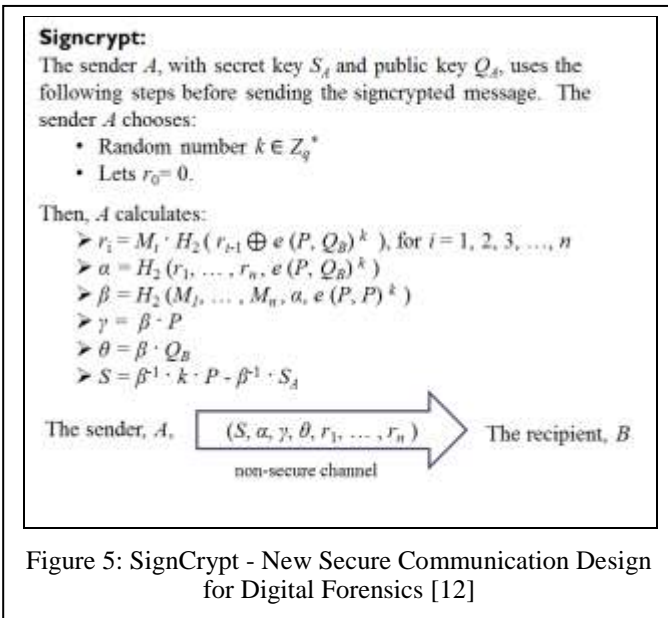 Signcrypt:
The sender A, with secret key S_A and public key Q_A, uses the
following steps before sending the signcrypted message. The
sender A chooses:
• Random number k ∈ Z_q^*
• Lets r_0 = 0.
Then, A calculates:
➤ r_i = M_i · H_2 ( r_{i-1} ⊕ e (P, Q_B)^k ), for i = 1, 2, 3, ..., n
➤ α = H_2 (r_1, ... , r_n, e (P, Q_B)^k )
➤ β = H_2 (M_1, ... , M_n, α, e (P, P)^k )
➤ γ = β · P
➤ θ = β · Q_B
➤ S = β^{-1} · k · P - β^{-1} · S_A
The sender, A, (S, α, γ, θ, r_1, ... , r_n ) The recipient, B
non-secure channel
Figure 5: SignCrypt - New Secure Communication Design
for Digital Forensics [12]